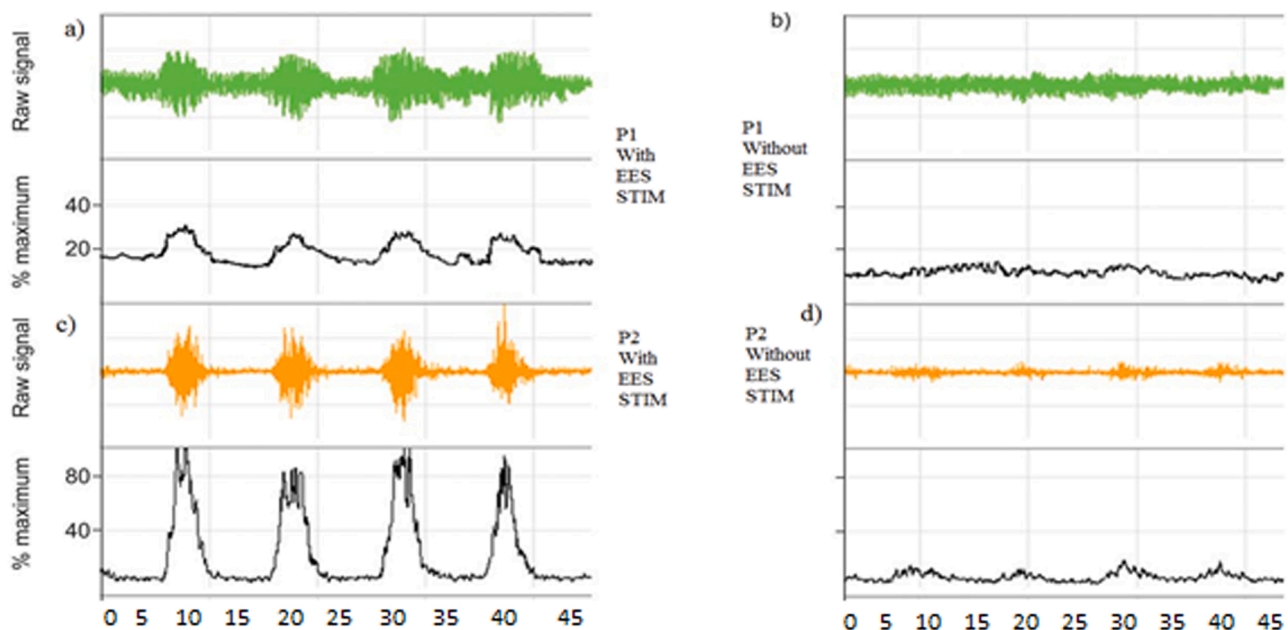 a)
Raw signal
P1
With
EES
STIM
% maximum
40
20
b)
P1
Without
EES
STIM
c)
Raw signal
P2
With
EES
STIM
% maximum
80
40
0 5 10 15 20 25 30 35 40 45
d)
P2
Without
EES
STIM
0 5 10 15 20 25 30 35 40 45